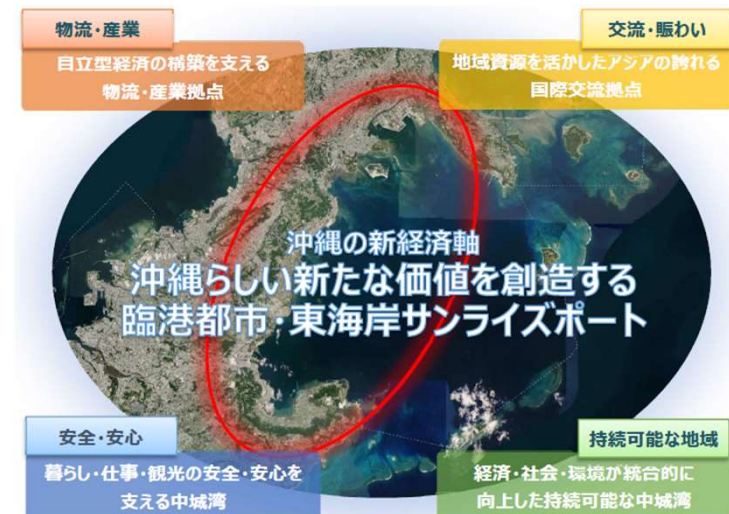 物流・産業
自立型経済の構築を支える
物流・産業拠点
交流・賑わい
地域資源を活かしたアジアの誇れる
国際交流拠点
沖縄の新経済軸
沖縄らしい新たな価値を創造する
臨港都市・東海岸サンライズポート
安全・安心
暮らし・仕事・観光の安全・安心を
支える中城湾
持続可能な地域
経済・社会・環境が統合的に
向上した持続可能な中城湾